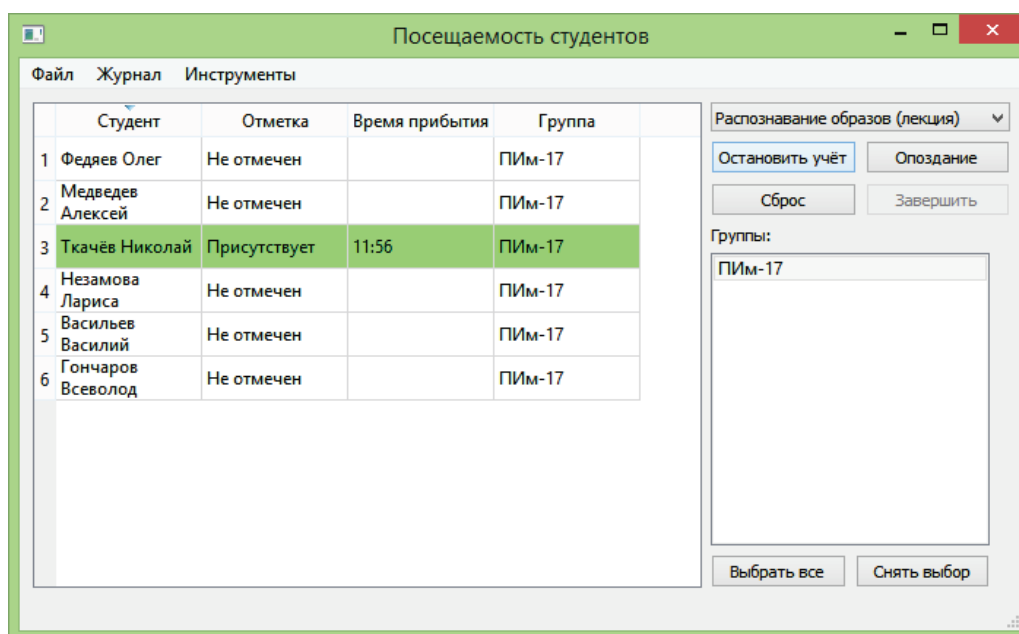 Посещаемость студентов
Файл Журнал Инструменты
Студент Отметка Время прибытия Группа
1 Федяев Олег Не отмечен ПИм-17
2 Медведев Алексей Не отмечен ПИм-17
3 Ткачёв Николай Присутствует 11:56 ПИм-17
4 Незамова Лариса Не отмечен ПИм-17
5 Васильев Василий Не отмечен ПИм-17
6 Гончаров Всеволод Не отмечен ПИм-17
Распознавание образов (лекция)
Остановить учёт Опоздание
Сброс Завершить
Группы:
ПИм-17
Выбрать все Снять выбор